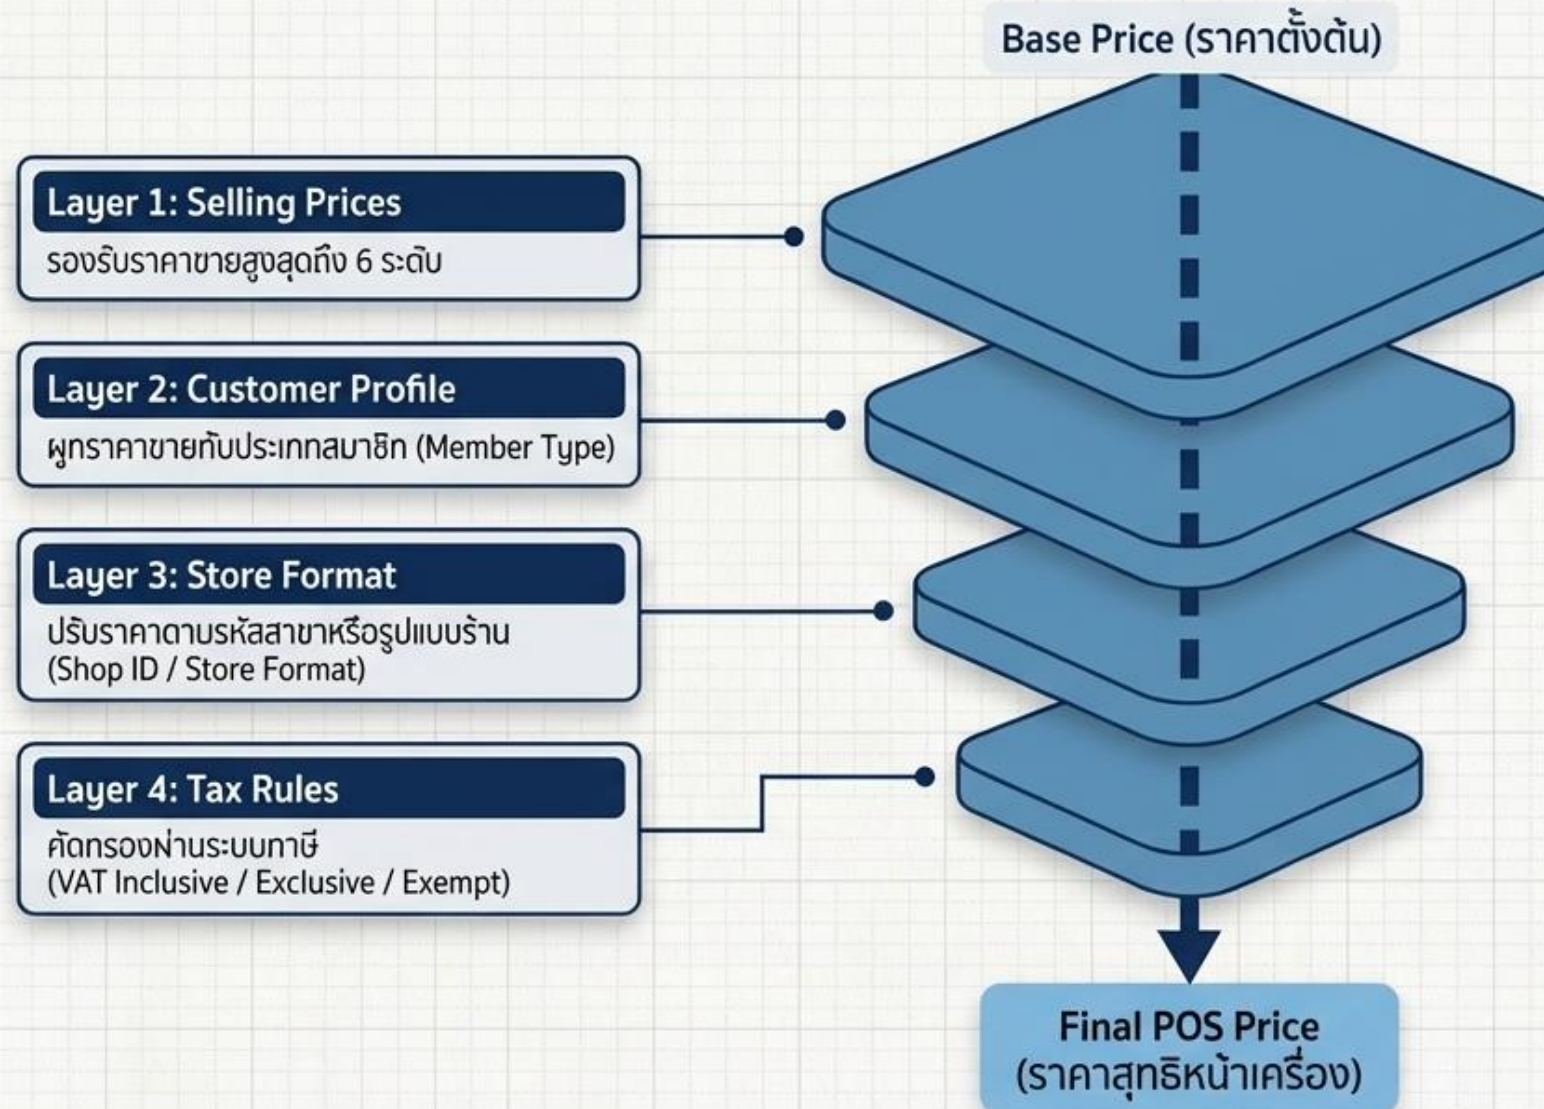 Base Price (ราคาตั้งต้น)
Layer 1: Selling Prices
รองรับราคาขายสูงสุดถึง 6 ระดับ
Layer 2: Customer Profile
ผูทราคาขายทับประเททสมาชิท (Member Type)
Layer 3: Store Format
ปรับราคาตามรหัสสาขาหรือรูปแบบร้าน
(Shop ID / Store Format)
Layer 4: Tax Rules
คัดทรองผ่านระบบทาษี
(VAT Inclusive / Exclusive / Exempt)
Final POS Price
(ราคาสุทธิหน้าเครื่อง)